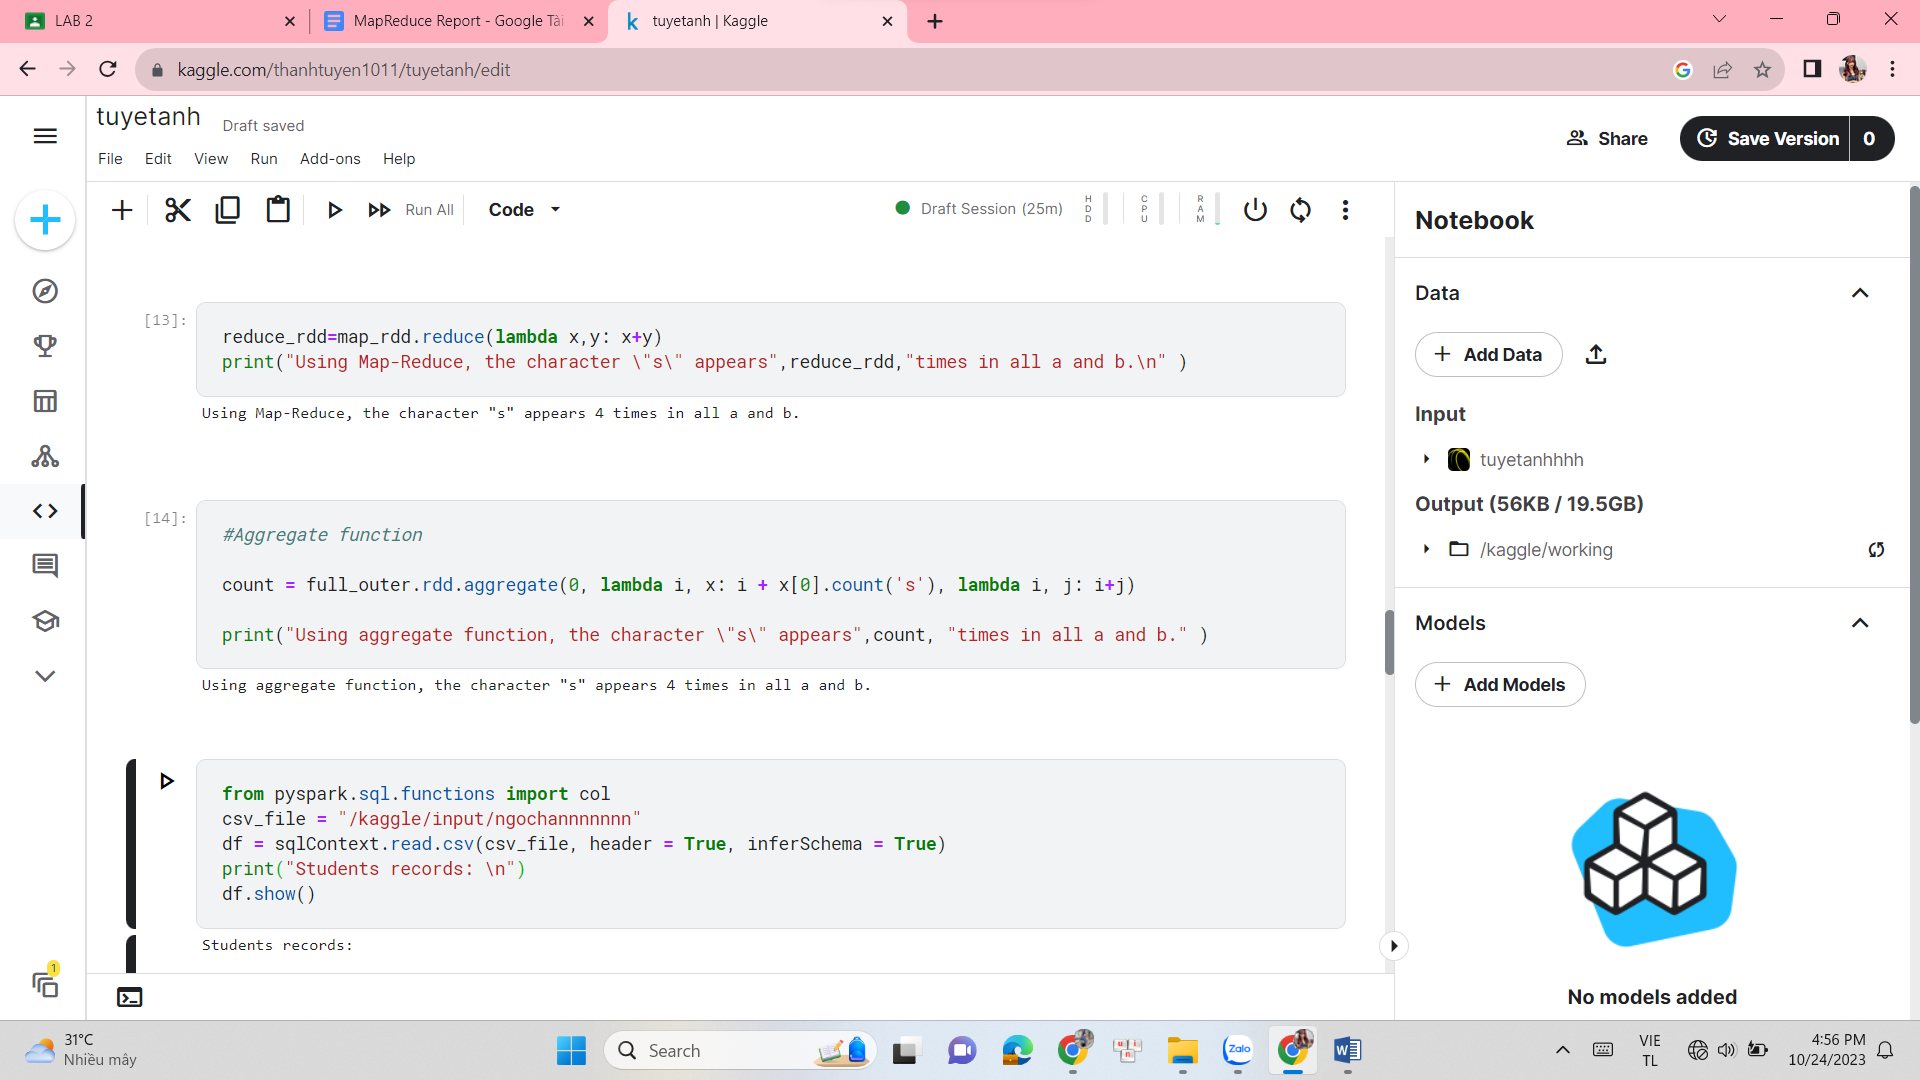 LAB 2
MapReduce Report - Google Tài
tuyetanh | Kaggle
kaggle.com/thanhtuyen1011/tuyetanh/edit
tuyetanh
Draft saved
File Edit View Run Add-ons Help
Share
Save Version 0
Run All
Code
Draft Session (25m)
HDD
CPU
RAM
[13]:
reduce_rdd=map_rdd.reduce(lambda x,y: x+y)
print("Using Map-Reduce, the character \"s\" appears",reduce_rdd,"times in all a and b.\n" )
Using Map-Reduce, the character "s" appears 4 times in all a and b.
[14]:
#Aggregate function
count = full_outer.rdd.aggregate(0, lambda i, x: i + x[0].count('s'), lambda i, j: i+j)
print("Using aggregate function, the character \"s\" appears",count, "times in all a and b." )
Using aggregate function, the character "s" appears 4 times in all a and b.
from pyspark.sql.functions import col
csv_file = "/kaggle/input/ngochannnnnnn"
df = sqlContext.read.csv(csv_file, header = True, inferSchema = True)
print("Students records: \n")
df.show()
Students records:
Notebook
Data
Add Data
Input
tuyetanhhhh
Output (56KB / 19.5GB)
/kaggle/working
Models
Add Models
No models added
1
31°C
Nhiều mây
Search
Zalo
VIE
TL
4:56 PM
10/24/2023